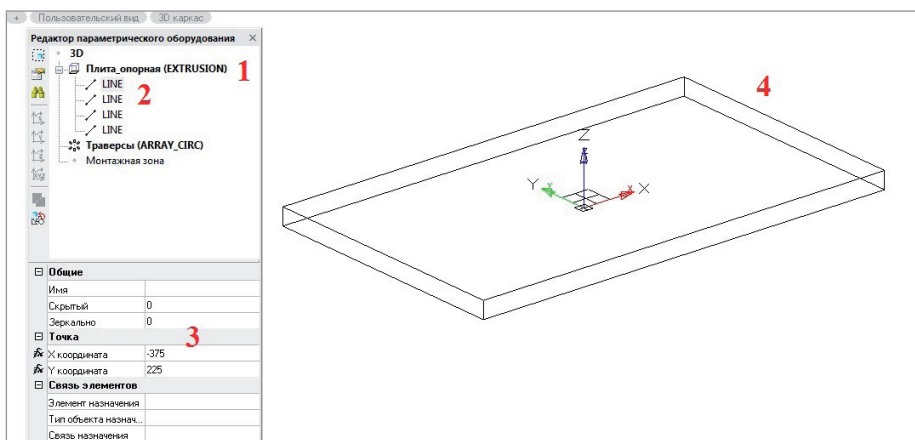 + Пользовательский вид 3D каркас
Редактор параметрического оборудования ×
3D
Плита_опорная (EXTRUSION) 1
LINE
LINE 2
LINE
LINE
Траверсы (ARRAY_CIRC)
Монтажная зона
Общие
Имя
Скрытый 0
Зеркально 0
Точка 3
X координата -375
Y координата 225
Связь элементов
Элемент назначения
Тип объекта назнач...
Связь назначения
4
Z
Y
X